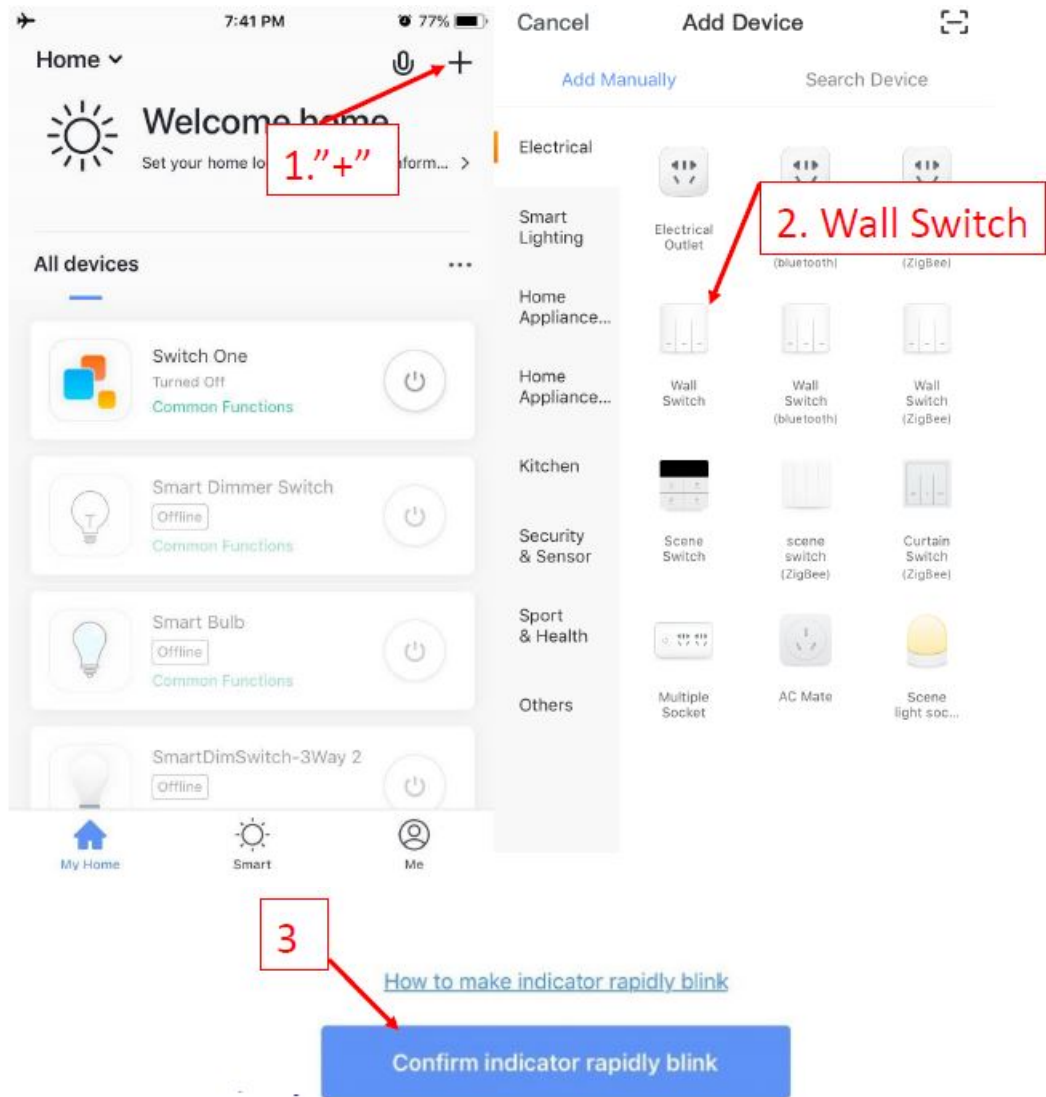 7:41 PM
77%
Home
Welcome home
Set your home lo
inform... >
1."+"
All devices
...
Switch One
Turned Off
Common Functions
Smart Dimmer Switch
Offline
Common Functions
Smart Bulb
Offline
Common Functions
SmartDimSwitch-3Way 2
Offline
My Home
Smart
Me
Cancel
Add Device
Add Manually
Search Device
Electrical
Smart
Lighting
Home
Appliance...
Home
Appliance...
Kitchen
Security
& Sensor
Sport
& Health
Others
Electrical
Outlet
(bluetooth)
(ZigBee)
2. Wall Switch
Wall
Switch
Wall
Switch
(bluetooth)
Wall
Switch
(ZigBee)
Scene
Switch
scene
switch
(ZigBee)
Curtain
Switch
(ZigBee)
Multiple
Socket
AC Mate
Scene
light soc...
3
How to make indicator rapidly blink
Confirm indicator rapidly blink